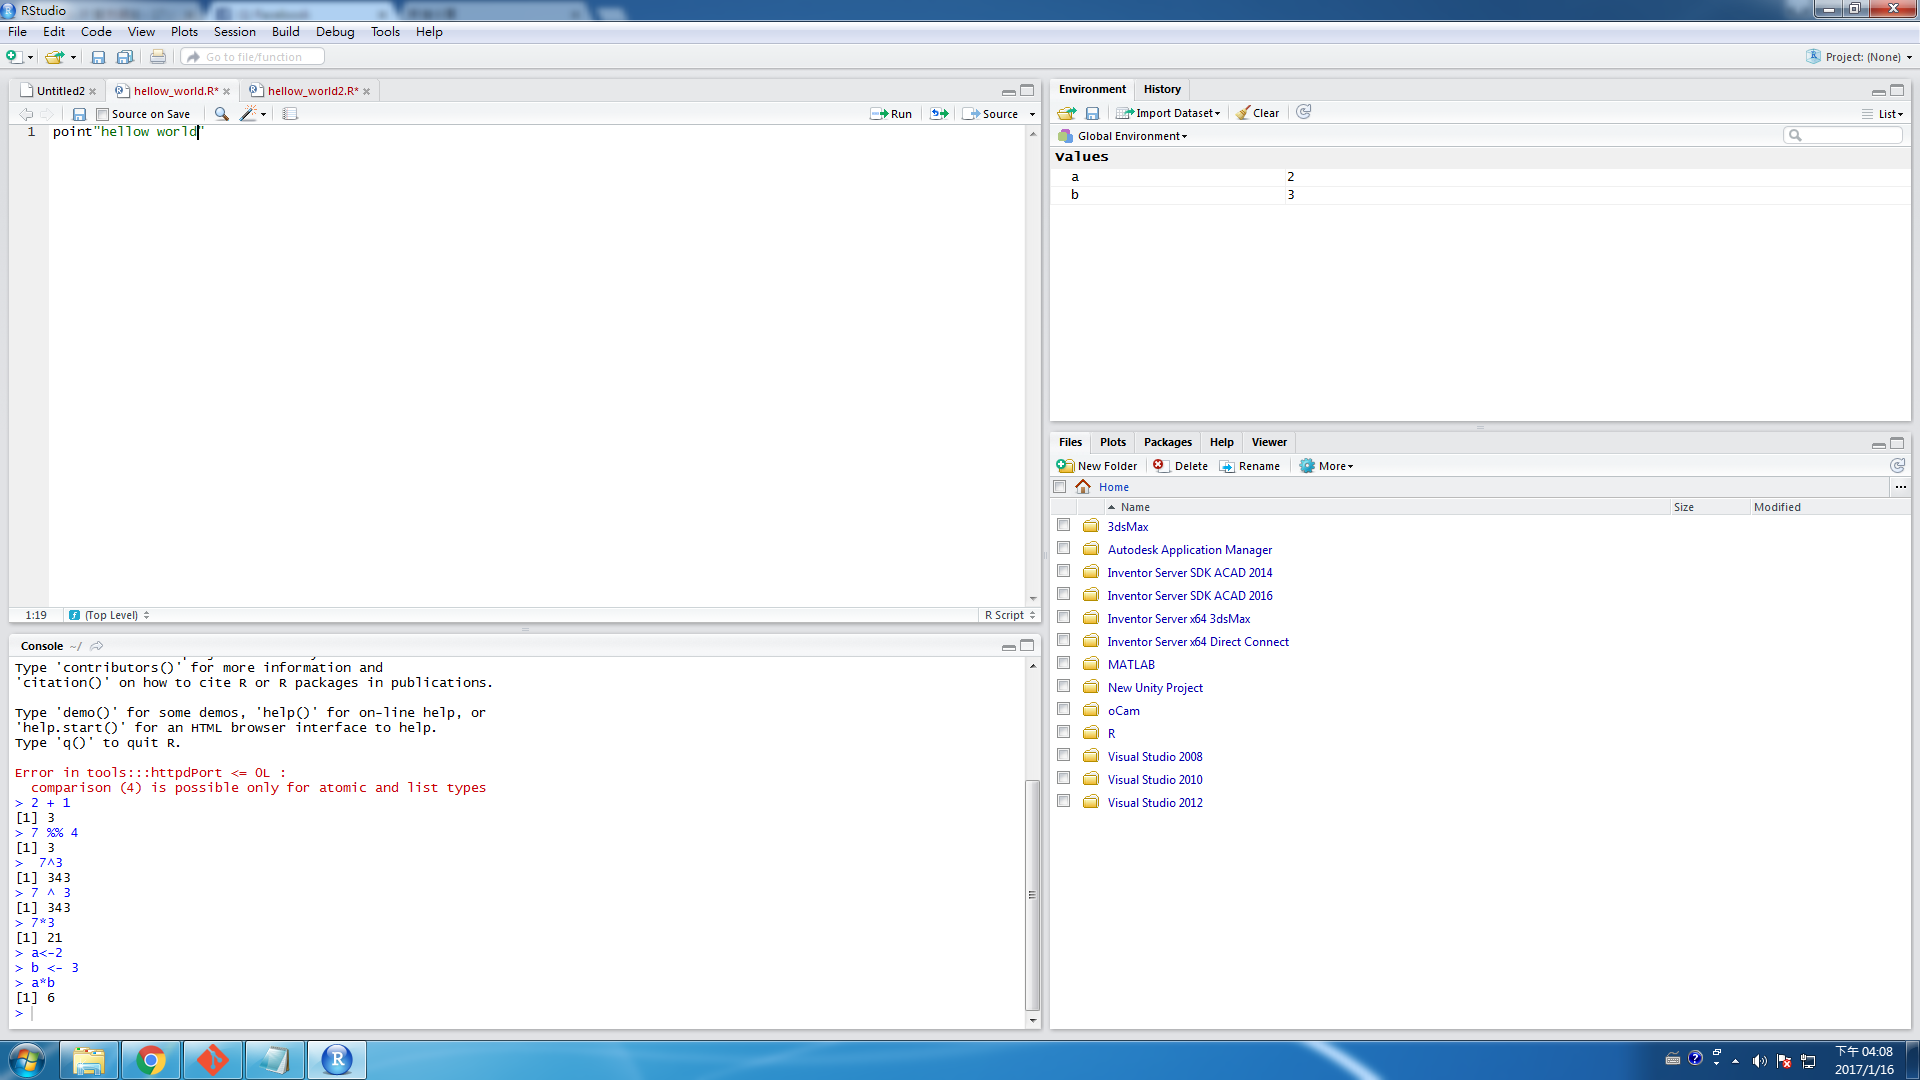 RStudio
File Edit Code View Plots Session Build Debug Tools Help
Go to file/function
Project: (None)
Untitled2
hellow_world.R*
hellow_world2.R*
Source on Save
Run
Source
1
point"hellow world"
1:19
(Top Level)
R Script
Console ~/
Type 'contributors()' for more information and
'citation()' on how to cite R or R packages in publications.
Type 'demo()' for some demos, 'help()' for on-line help, or
'help.start()' for an HTML browser interface to help.
Type 'q()' to quit R.
Error in tools:::httpdPort <= 0L :
  comparison (4) is possible only for atomic and list types
> 2 + 1
[1] 3
> 7 %% 4
[1] 3
>  7^3
[1] 343
> 7 ^ 3
[1] 343
> 7*3
[1] 21
> a<-2
> b <- 3
> a*b
[1] 6
>
Environment History
Import Dataset
Clear
List
Global Environment
Values
a 2
b 3
Files Plots Packages Help Viewer
New Folder Delete Rename More
Home
Name Size Modified
3dsMax
Autodesk Application Manager
Inventor Server SDK ACAD 2014
Inventor Server SDK ACAD 2016
Inventor Server x64 3dsMax
Inventor Server x64 Direct Connect
MATLAB
New Unity Project
oCam
R
Visual Studio 2008
Visual Studio 2010
Visual Studio 2012
下午 04:08
2017/1/16